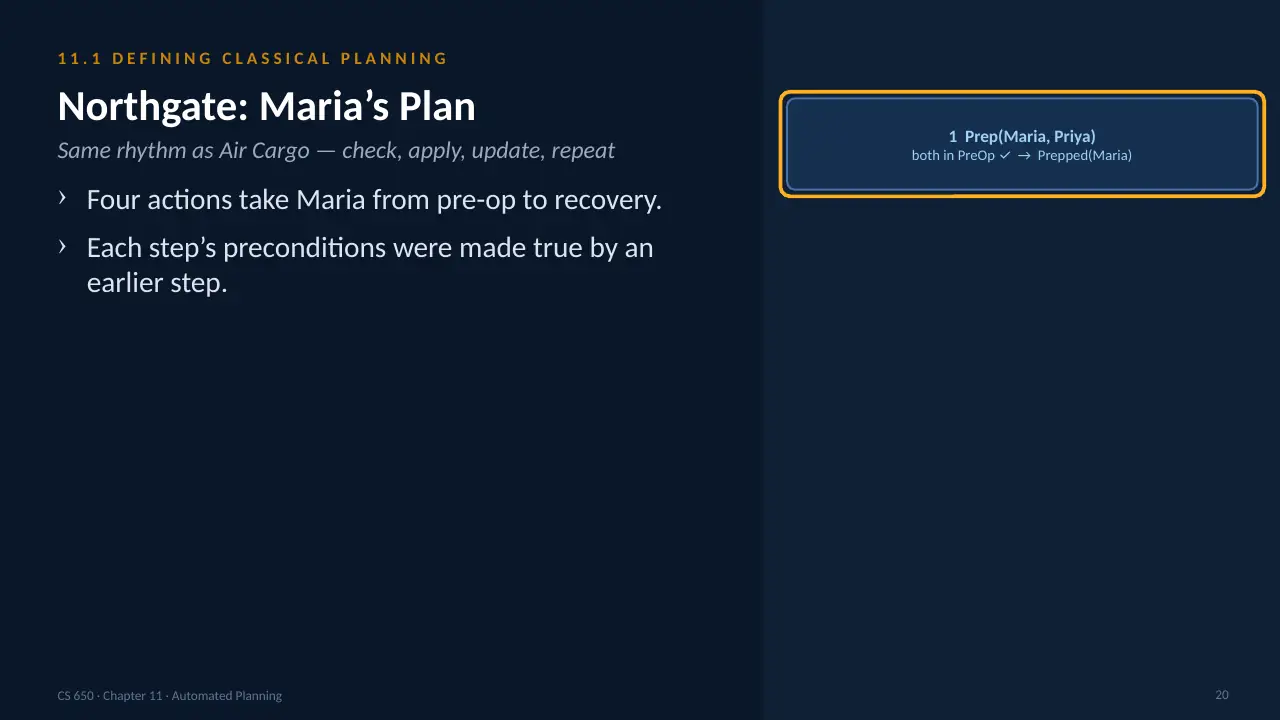 11.1 DEFINING CLASSICAL PLANNING
Northgate: Maria’s Plan
Same rhythm as Air Cargo — check, apply, update, repeat
› Four actions take Maria from pre-op to recovery.
› Each step’s preconditions were made true by an
earlier step.
1 Prep(Maria, Priya)
both in PreOp ✓ → Prepped(Maria)
CS 650 · Chapter 11 · Automated Planning
20